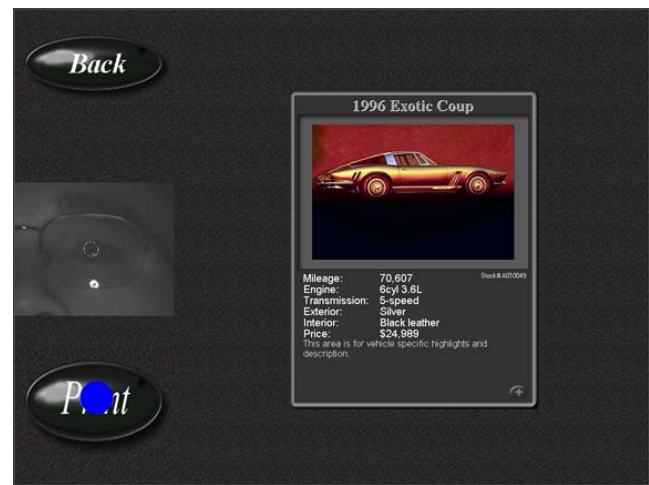 Back
1996 Exotic Coup
Stock# A010049
Mileage: 70,607
Engine: 6cyl 3.6L
Transmission: 5-speed
Exterior: Silver
Interior: Black leather
Price: $24,989
This area is for vehicle specific highlights and
description.